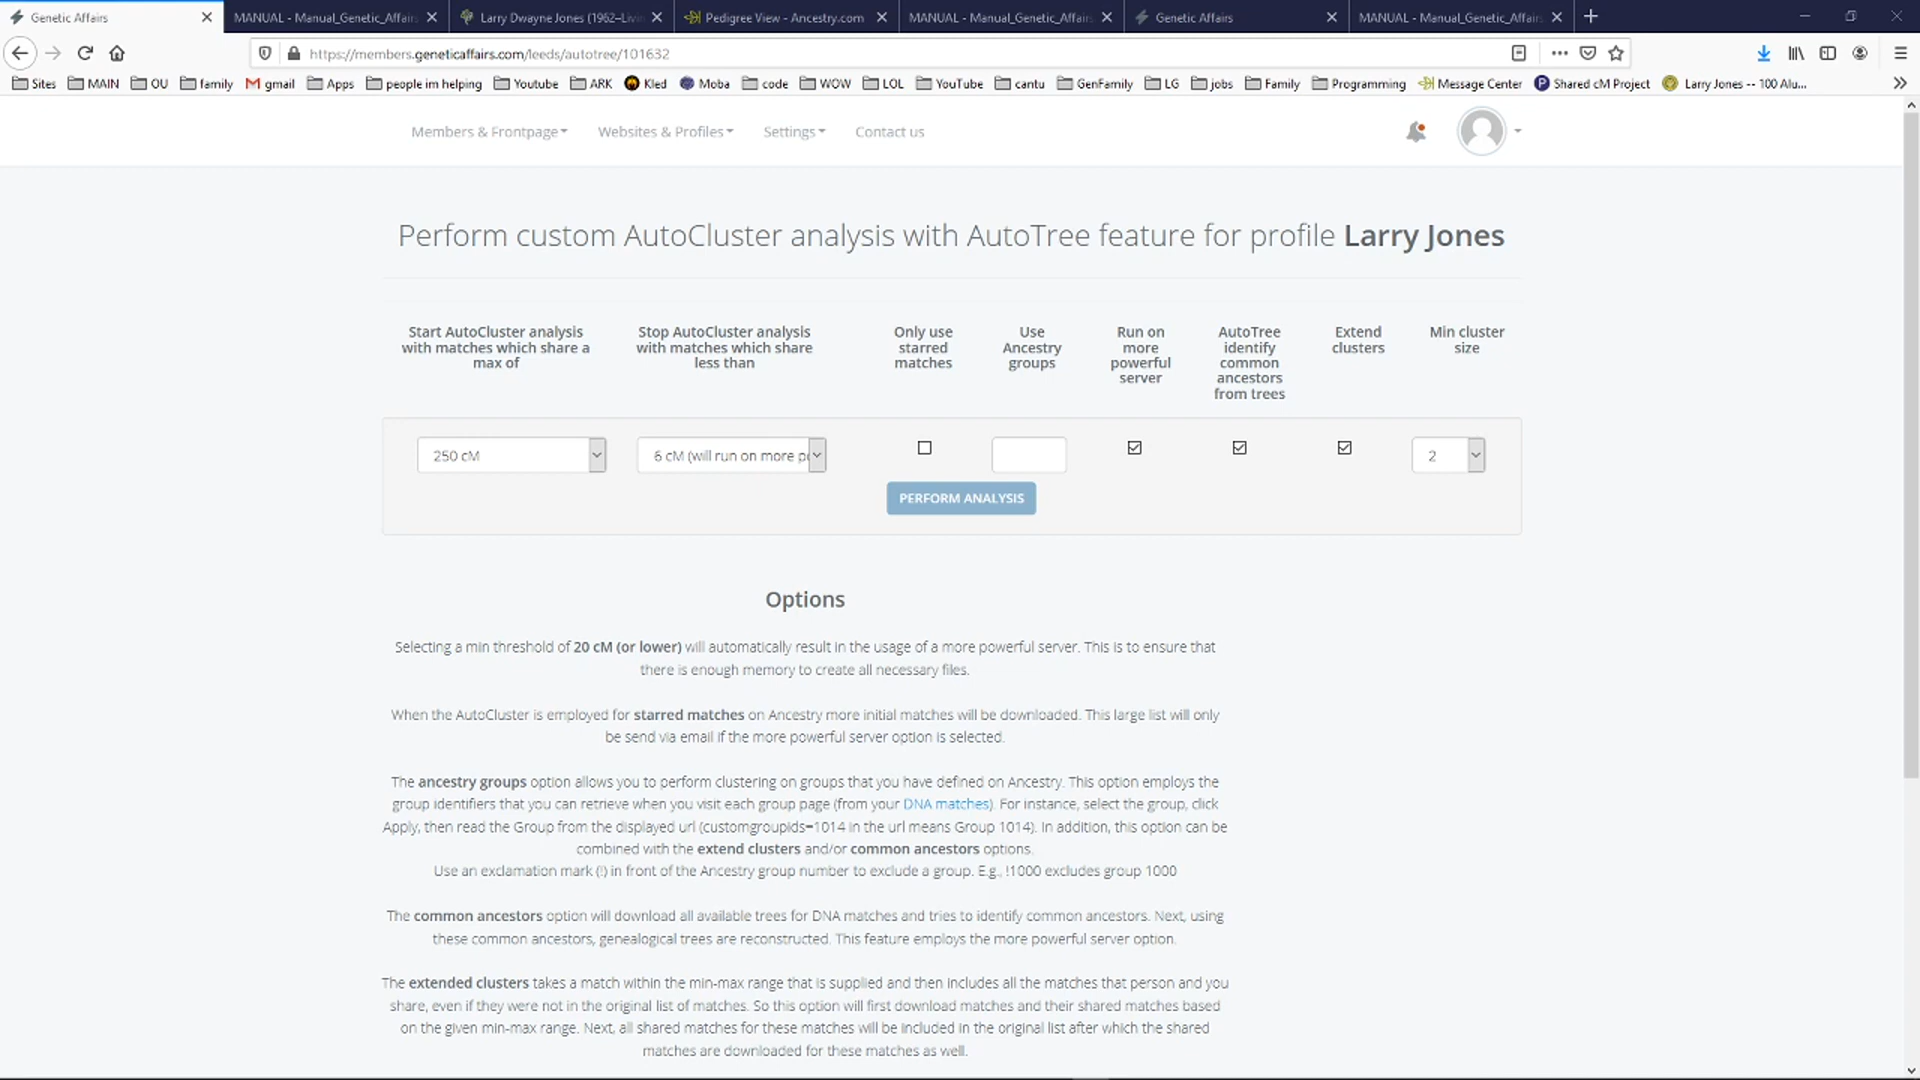 Genetic Affairs
MANUAL - Manual_Genetic_Affairs
Larry Dwayne Jones (1962–Livin
Pedigree View - Ancestry.com
MANUAL - Manual_Genetic_Affairs
Genetic Affairs
MANUAL - Manual_Genetic_Affairs
https://members.geneticaffairs.com/leeds/autotree/101632
Sites MAIN OU family gmail Apps people im helping Youtube ARK Kled Moba code WOW LOL YouTube cantu GenFamily LG jobs Family Programming Message Center Shared cM Project Larry Jones -- 100 Alu...
Members & Frontpage Websites & Profiles Settings Contact us
Perform custom AutoCluster analysis with AutoTree feature for profile Larry Jones
Start AutoCluster analysis
with matches which share a
max of
Stop AutoCluster analysis
with matches which share
less than
Only use
starred
matches
Use
Ancestry
groups
Run on
more
powerful
server
AutoTree
identify
common
ancestors
from trees
Extend
clusters
Min cluster
size
250 cM
6 cM (will run on more p
2
PERFORM ANALYSIS
Options
Selecting a min threshold of 20 cM (or lower) will automatically result in the usage of a more powerful server. This is to ensure that
there is enough memory to create all necessary files.
When the AutoCluster is employed for starred matches on Ancestry more initial matches will be downloaded. This large list will only
be send via email if the more powerful server option is selected.
The ancestry groups option allows you to perform clustering on groups that you have defined on Ancestry. This option employs the
group identifiers that you can retrieve when you visit each group page (from your DNA matches). For instance, select the group, click
Apply, then read the Group from the displayed url (customgroupids=1014 in the url means Group 1014). In addition, this option can be
combined with the extend clusters and/or common ancestors options.
Use an exclamation mark (!) in front of the Ancestry group number to exclude a group. E.g., !1000 excludes group 1000
The common ancestors option will download all available trees for DNA matches and tries to identify common ancestors. Next, using
these common ancestors, genealogical trees are reconstructed. This feature employs the more powerful server option.
The extended clusters takes a match within the min-max range that is supplied and then includes all the matches that person and you
share, even if they were not in the original list of matches. So this option will first download matches and their shared matches based
on the given min-max range. Next, all shared matches for these matches will be included in the original list after which the shared
matches are downloaded for these matches as well.